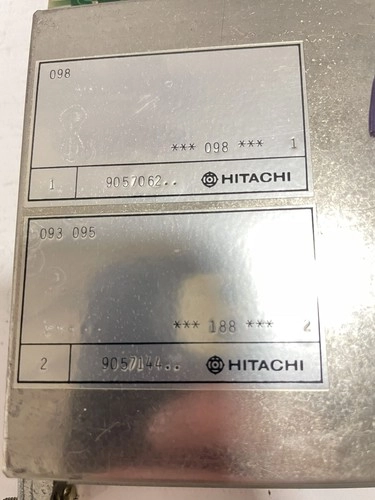 098
*** 098 *** 1
1 9057062.. HITACHI
093 095
*** 188 *** 2
2 9057144.. HITACHI